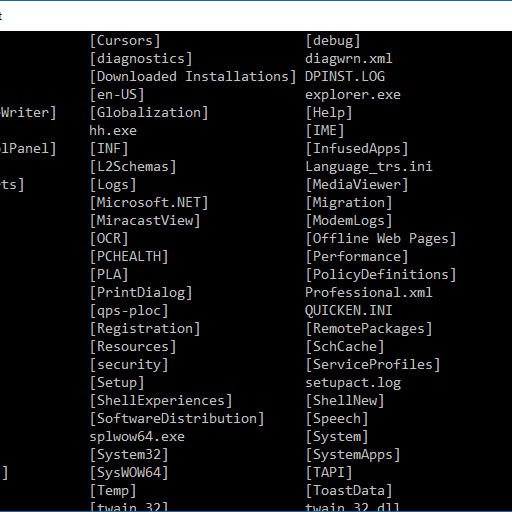 t
[Cursors] [debug]
[diagnostics] diagwrn.xml
[Downloaded Installations] DPINST.LOG
[en-US] explorer.exe
Writer] [Globalization] [Help]
hh.exe [IME]
lPanel] [INF] [InfusedApps]
[L2Schemas] Language_trs.ini
ts] [Logs] [MediaViewer]
[Microsoft.NET] [Migration]
[MiracastView] [ModemLogs]
[OCR] [Offline Web Pages]
[PCHEALTH] [Performance]
[PLA] [PolicyDefinitions]
[PrintDialog] Professional.xml
[qps-ploc] QUICKEN.INI
[Registration] [RemotePackages]
[Resources] [SchCache]
[security] [ServiceProfiles]
[Setup] setupact.log
[ShellExperiences] [ShellNew]
[SoftwareDistribution] [Speech]
splwow64.exe [System]
[System32] [SystemApps]
] [SysWOW64] [TAPI]
[Temp] [ToastData]
[twain_32] twain_32.dll